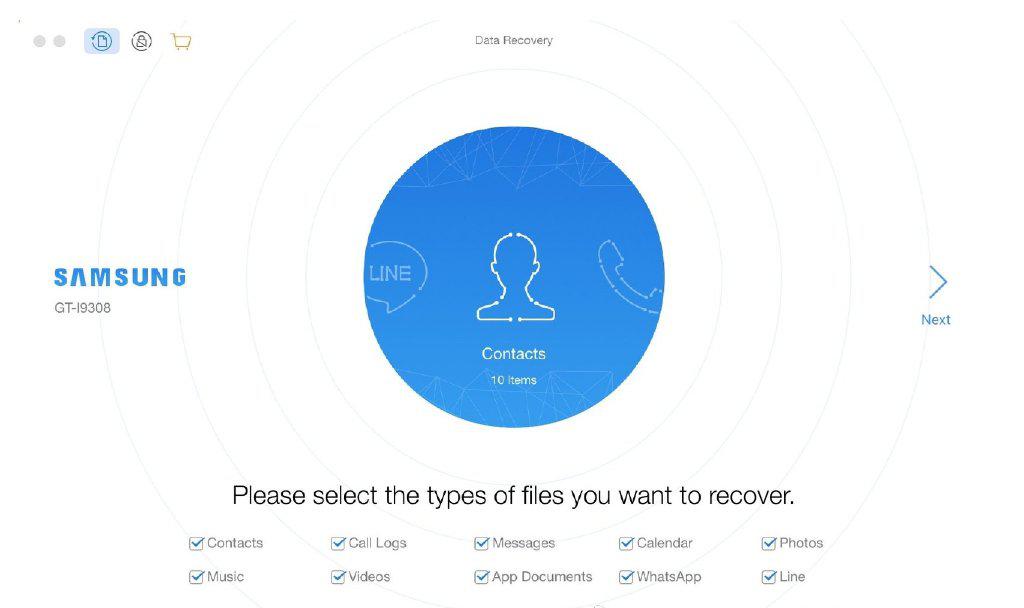 Data Recovery
SAMSUNG
GT-I9308
LINE
Contacts
10 Items
Next
Please select the types of files you want to recover.
Contacts Call Logs Messages Calendar Photos
Music Videos App Documents WhatsApp Line